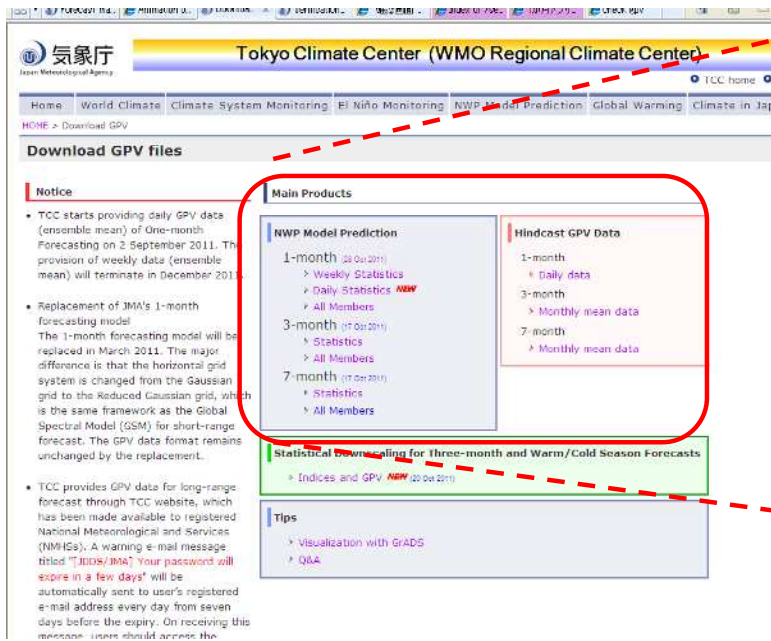 気象庁
Japan Meteorological Agency
Tokyo Climate Center (WMO Regional Climate Center)
TCC home
Home World Climate Climate System Monitoring El Niño Monitoring NWP Model Prediction Global Warming Climate in Jap
HOME > Download GPV
Download GPV files
Notice
• TCC starts providing daily GPV data
(ensemble mean) of One-month
Forecasting on 2 September 2011. The
provision of weekly data (ensemble
mean) will terminate in December 2011.
• Replacement of JMA's 1-month
forecasting model
The 1-month forecasting model will be
replaced in March 2011. The major
difference is that the horizontal grid
system is changed from the Gaussian
grid to the Reduced Gaussian grid, which
is the same framework as the Global
Spectral Model (GSM) for short-range
forecast. The GPV data format remains
unchanged by the replacement.
• TCC provides GPV data for long-range
forecast through TCC website, which
has been made available to registered
National Meteorological and Services
(NMHSs). A warning e-mail message
titled "[JDDS/JMA] Your password will
expire in a few days" will be
automatically sent to user's registered
e-mail address every day from seven
days before the expiry. On receiving this
message, users should access the
Main Products
NWP Model Prediction
1-month (28 Oct 2011)
Weekly Statistics
Daily Statistics NEW
All Members
3-month (17 Oct 2011)
Statistics
All Members
7-month (17 Oct 2011)
Statistics
All Members
Hindcast GPV Data
1-month
Daily data
3-month
Monthly mean data
7-month
Monthly mean data
Statistical Downscaling for Three-month and Warm/Cold Season Forecasts
Indices and GPV NEW (20 Oct 2011)
Tips
Visualization with GrADS
Q&A